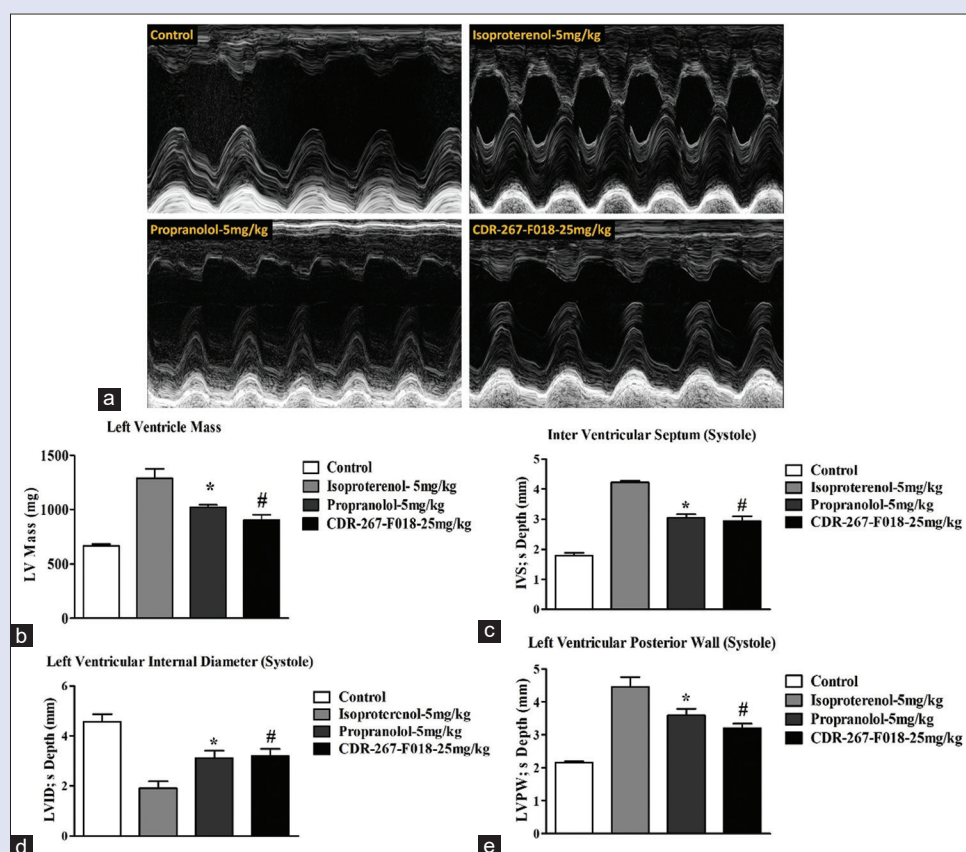 Control
Isoproterenol-5mg/kg
Propranolol-5mg/kg
CDR-267-F018-25mg/kg
a
Left Ventricle Mass
LV Mass (mg)
1500
1000
500
0
*
#
Control
Isoproterenol- 5mg/kg
Propranolol-5mg/kg
CDR-267-F018-25mg/kg
b
Inter Ventricular Septum (Systole)
IVS; s Depth (mm)
5
4
3
2
1
0
*
#
Control
Isoproterenol-5mg/kg
Propranolol-5mg/kg
CDR-267-F018-25mg/kg
c
Left Ventricular Internal Diameter (Systole)
LVID; s Depth (mm)
6
4
2
0
*
#
Control
Isoproterenol-5mg/kg
Propranolol-5mg/kg
CDR-267-F018-25mg/kg
d
Left Ventricular Posterior Wall (Systole)
LVPW; s Depth (mm)
5
4
3
2
1
0
*
#
Control
Isoproterenol-5mg/kg
Propranolol-5mg/kg
CDR-267-F018-25mg/kg
e